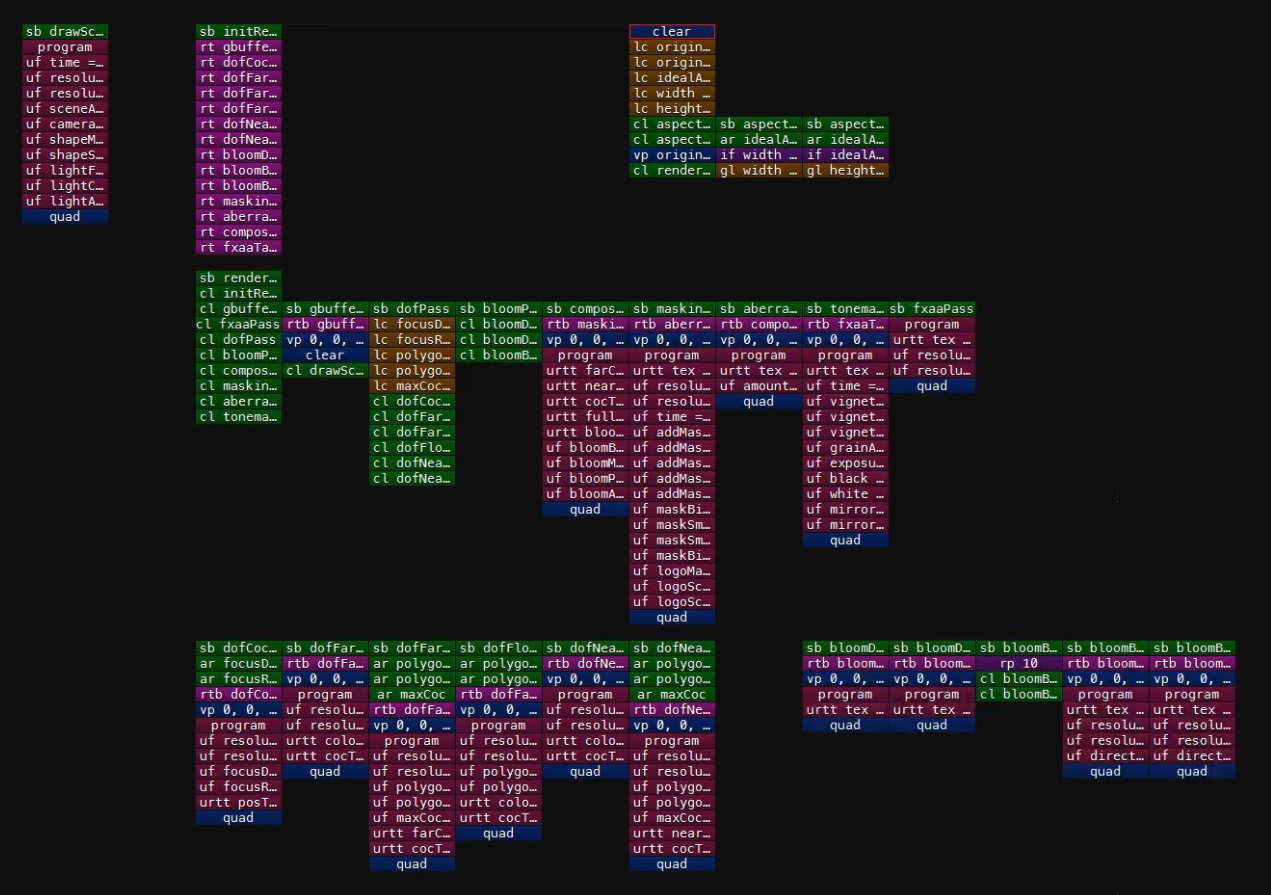 sb drawSc…
program
uf time =…
uf resolu…
uf resolu…
uf sceneA…
uf camera…
uf shapeM…
uf shapeS…
uf lightF…
uf lightC…
uf lightA…
quad
sb initRe…
rt gbuffe…
rt dofCoc…
rt dofFar…
rt dofFar…
rt dofFar…
rt dofNea…
rt dofNea…
rt bloomD…
rt bloomB…
rt bloomB…
rt maskin…
rt aberra…
rt compos…
rt fxaaTa…
clear
lc origin…
lc origin…
lc idealA…
lc width …
lc height…
cl aspect…
cl aspect…
vp origin…
cl render…
sb aspect…
ar idealA…
if width …
gl width …
sb aspect…
ar idealA…
if idealA…
gl height…
sb render…
cl initRe…
cl gbuffe…
cl fxaaPass
cl dofPass
cl bloomP…
cl compos…
cl maskin…
cl aberra…
cl tonema…
sb gbuffe…
rtb gbuff…
vp 0, 0, …
clear
cl drawSc…
sb dofPass
lc focusD…
lc focusR…
lc polygo…
lc polygo…
lc maxCoc…
cl dofCoc…
cl dofFar…
cl dofFar…
cl dofFlo…
cl dofNea…
cl dofNea…
sb bloomP…
cl bloomD…
cl bloomD…
cl bloomB…
sb compos…
rtb maski…
vp 0, 0, …
program
urtt farC…
urtt near…
urtt cocT…
urtt full…
urtt bloo…
uf bloomB…
uf bloomM…
uf bloomP…
uf bloomA…
quad
sb maskin…
rtb aberr…
vp 0, 0, …
program
urtt tex …
uf resolu…
uf resolu…
uf time =…
uf addMas…
uf addMas…
uf addMas…
uf addMas…
uf addMas…
uf maskBi…
uf maskSm…
uf maskSm…
uf maskBi…
uf logoMa…
uf logoSc…
uf logoSc…
quad
sb aberra…
rtb compo…
vp 0, 0, …
program
urtt tex …
uf amount…
quad
sb tonema…
rtb fxaaT…
vp 0, 0, …
program
urtt tex …
uf time =…
uf vignet…
uf vignet…
uf vignet…
uf grainA…
uf exposu…
uf black …
uf white …
uf mirror…
uf mirror…
quad
sb fxaaPass
program
urtt tex …
uf resolu…
uf resolu…
quad
sb dofCoc…
ar focusD…
ar focusR…
rtb dofCo…
vp 0, 0, …
program
uf resolu…
uf resolu…
uf focusD…
uf focusR…
urtt posT…
quad
sb dofFar…
rtb dofFa…
vp 0, 0, …
program
uf resolu…
uf resolu…
urtt colo…
urtt cocT…
quad
sb dofFar…
ar polygo…
ar polygo…
ar maxCoc
rtb dofFa…
vp 0, 0, …
program
uf resolu…
uf resolu…
uf polygo…
uf polygo…
uf maxCoc…
urtt farC…
urtt cocT…
quad
sb dofFlo…
ar polygo…
ar polygo…
rtb dofFa…
vp 0, 0, …
program
uf resolu…
uf resolu…
uf polygo…
uf polygo…
urtt colo…
urtt cocT…
quad
sb dofNea…
rtb dofNe…
vp 0, 0, …
program
uf resolu…
uf resolu…
urtt colo…
urtt cocT…
quad
sb dofNea…
ar polygo…
ar polygo…
ar maxCoc
rtb dofNe…
vp 0, 0, …
program
uf resolu…
uf resolu…
uf polygo…
uf polygo…
uf maxCoc…
urtt near…
urtt cocT…
quad
sb bloomD…
rtb bloom…
vp 0, 0, …
program
urtt tex …
quad
sb bloomD…
rtb bloom…
vp 0, 0, …
program
urtt tex …
quad
sb bloomB…
rp 10
cl bloomB…
cl bloomB…
sb bloomB…
rtb bloom…
vp 0, 0, …
program
urtt tex …
uf resolu…
uf resolu…
uf direct…
quad
sb bloomB…
rtb bloom…
vp 0, 0, …
program
urtt tex …
uf resolu…
uf resolu…
uf direct…
quad